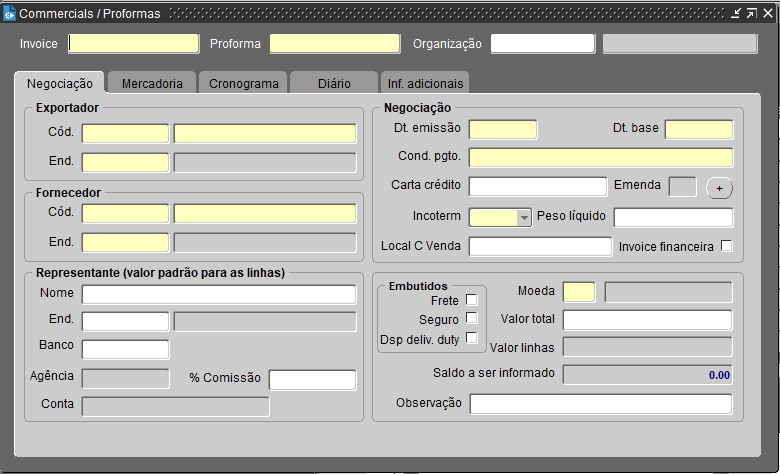 Commercials / Proformas
Invoice Proforma Organização
Negociação Mercadoria Cronograma Diário Inf. adicionais
Exportador
Cód.
End.
Fornecedor
Cód.
End.
Representante (valor padrão para as linhas)
Nome
End.
Banco
Agência % Comissão
Conta
Negociação
Dt. emissão Dt. base
Cond. pgto.
Carta crédito Emenda +
Incoterm Peso líquido
Local C Venda Invoice financeira
Embutidos
Frete
Seguro
Dsp deliv. duty
Moeda
Valor total
Valor linhas
Saldo a ser informado 0.00
Observação